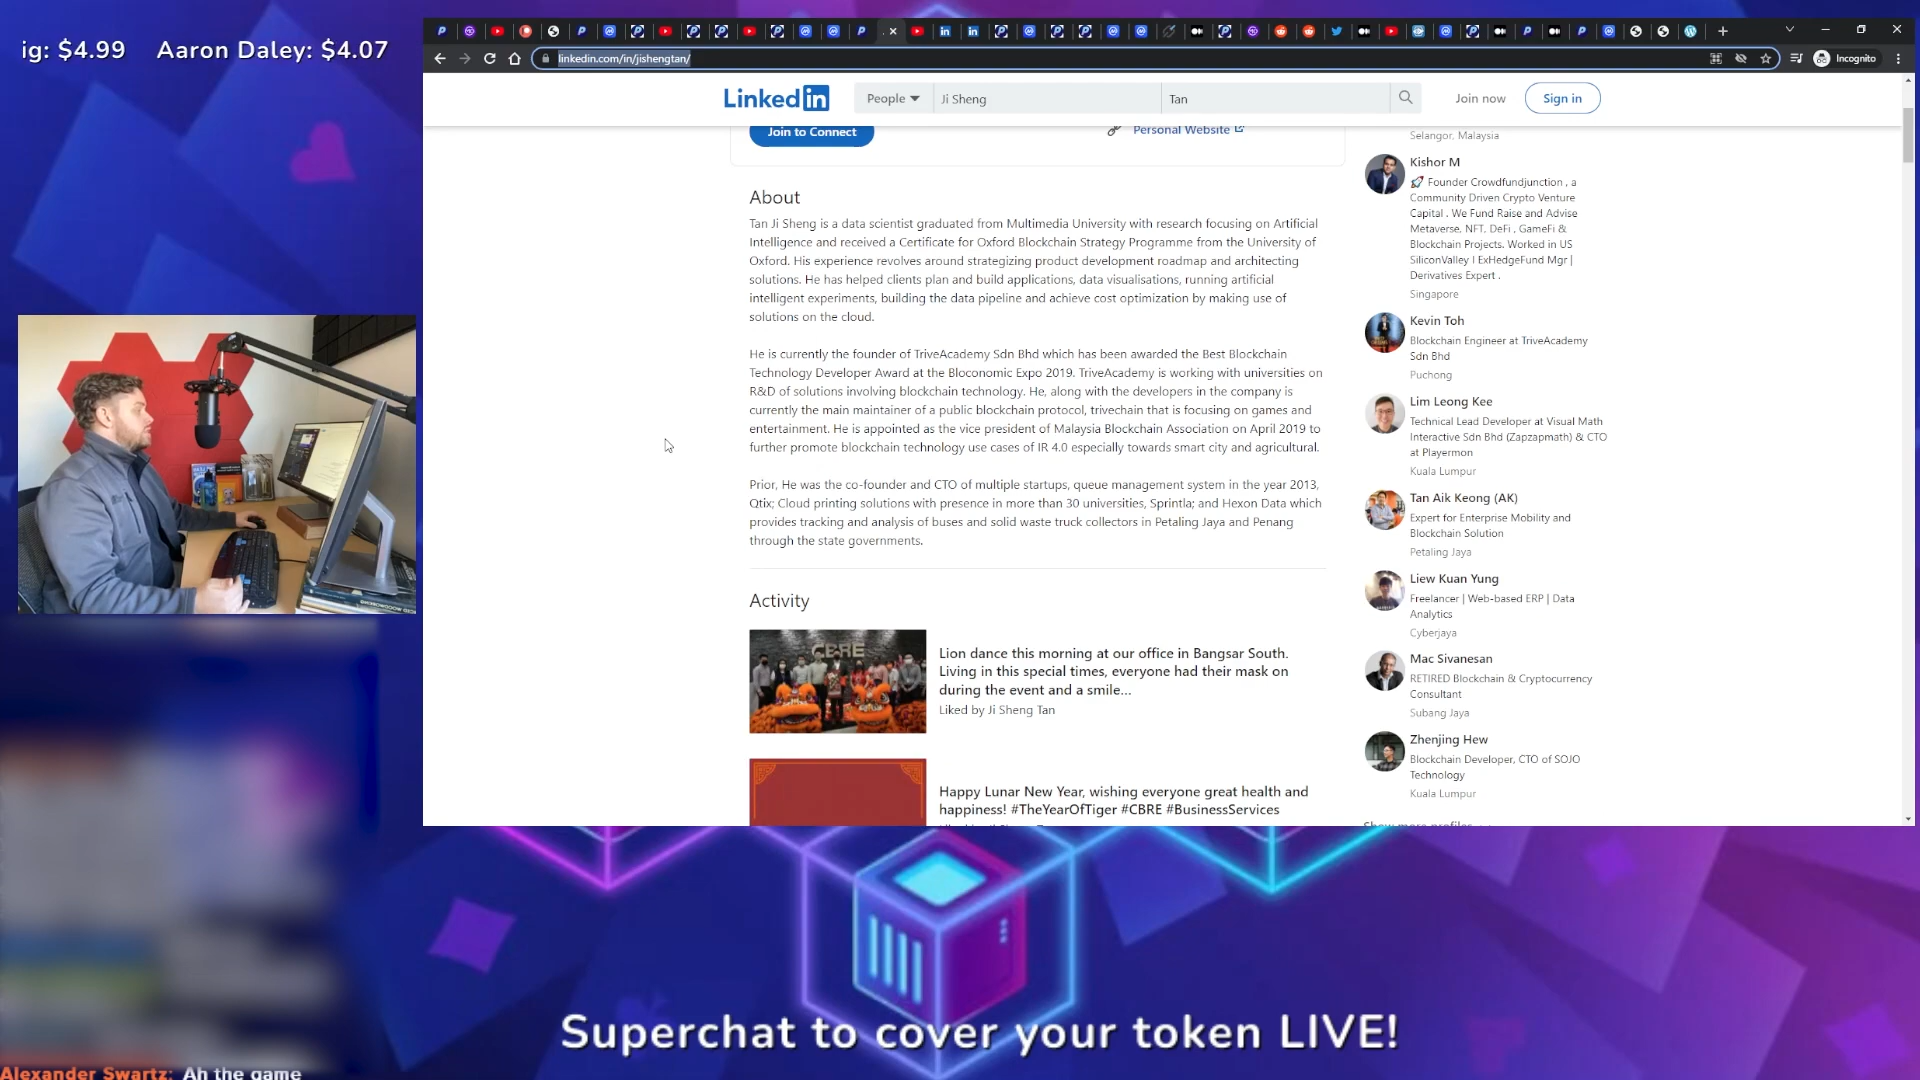 ig: $4.99 Aaron Daley: $4.07
linkedin.com/in/jishengtan/
Incognito
Linked in
People
Ji Sheng
Tan
Join now
Sign in
Join to Connect
Personal Website
About
Tan Ji Sheng is a data scientist graduated from Multimedia University with research focusing on Artificial
Intelligence and received a Certificate for Oxford Blockchain Strategy Programme from the University of
Oxford. His experience revolves around strategizing product development roadmap and architecting
solutions. He has helped clients plan and build applications, data visualisations, running artificial
intelligent experiments, building the data pipeline and achieve cost optimization by making use of
solutions on the cloud.
He is currently the founder of TriveAcademy Sdn Bhd which has been awarded the Best Blockchain
Technology Developer Award at the Bloconomic Expo 2019. TriveAcademy is working with universities on
R&D of solutions involving blockchain technology. He, along with the developers in the company is
currently the main maintainer of a public blockchain protocol, trivechain that is focusing on games and
entertainment. He is appointed as the vice president of Malaysia Blockchain Association on April 2019 to
further promote blockchain technology use cases of IR 4.0 especially towards smart city and agricultural.
Prior, He was the co-founder and CTO of multiple startups, queue management system in the year 2013,
Qtix; Cloud printing solutions with presence in more than 30 universities, Sprintla; and Hexon Data which
provides tracking and analysis of buses and solid waste truck collectors in Petaling Jaya and Penang
through the state governments.
Activity
CBRE
Lion dance this morning at our office in Bangsar South.
Living in this special times, everyone had their mask on
during the event and a smile...
Liked by Ji Sheng Tan
Happy Lunar New Year, wishing everyone great health and
happiness! #TheYearOfTiger #CBRE #BusinessServices
Selangor, Malaysia
Kishor M
🚀 Founder Crowdfundjunction , a
Community Driven Crypto Venture
Capital . We Fund Raise and Advise
Metaverse, NFT, DeFi , GameFi &
Blockchain Projects. Worked in US
SiliconValley I ExHedgeFund Mgr |
Derivatives Expert .
Singapore
Kevin Toh
Blockchain Engineer at TriveAcademy
Sdn Bhd
Puchong
Lim Leong Kee
Technical Lead Developer at Visual Math
Interactive Sdn Bhd (Zapzapmath) & CTO
at Playermon
Kuala Lumpur
Tan Aik Keong (AK)
Expert for Enterprise Mobility and
Blockchain Solution
Petaling Jaya
Liew Kuan Yung
Freelancer | Web-based ERP | Data
Analytics
Cyberjaya
Mac Sivanesan
RETIRED Blockchain & Cryptocurrency
Consultant
Subang Jaya
Zhenjing Hew
Blockchain Developer, CTO of SOJO
Technology
Kuala Lumpur
Show more profiles
Superchat to cover your token LIVE!
Alexander Swartz: Ah the game